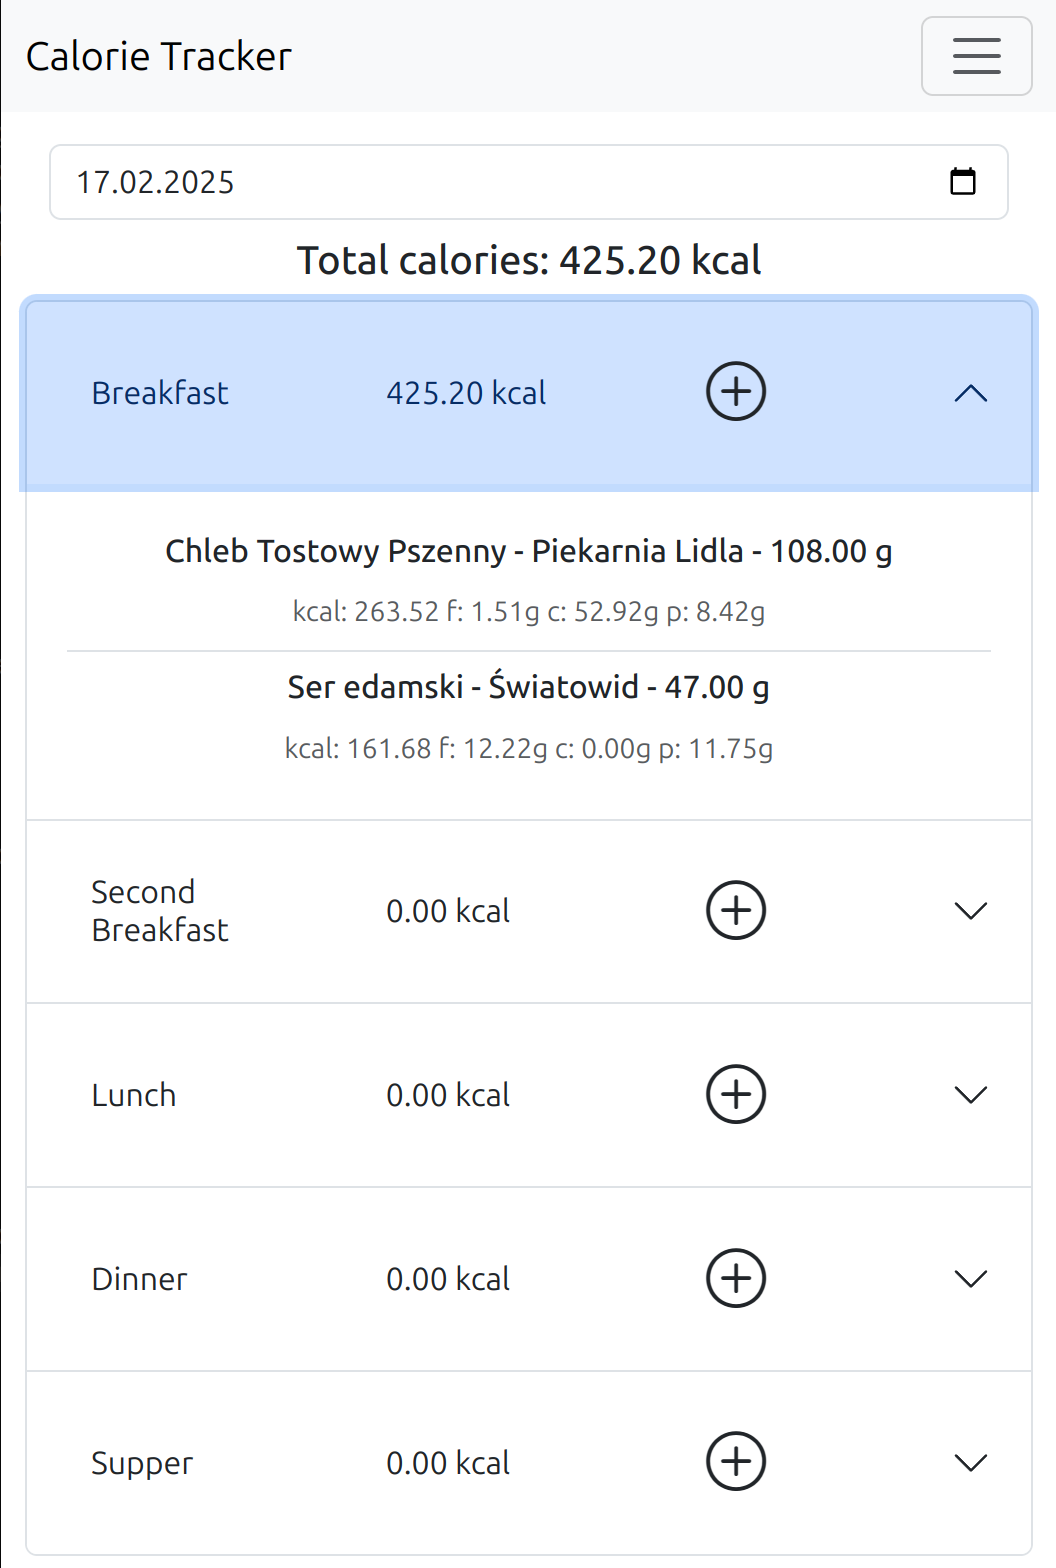 Calorie Tracker
17.02.2025
Total calories: 425.20 kcal
Breakfast 425.20 kcal
Chleb Tostowy Pszenny - Piekarnia Lidla - 108.00 g
kcal: 263.52 f: 1.51g c: 52.92g p: 8.42g
Ser edamski - Światowid - 47.00 g
kcal: 161.68 f: 12.22g c: 0.00g p: 11.75g
Second
Breakfast
0.00 kcal
Lunch 0.00 kcal
Dinner 0.00 kcal
Supper 0.00 kcal